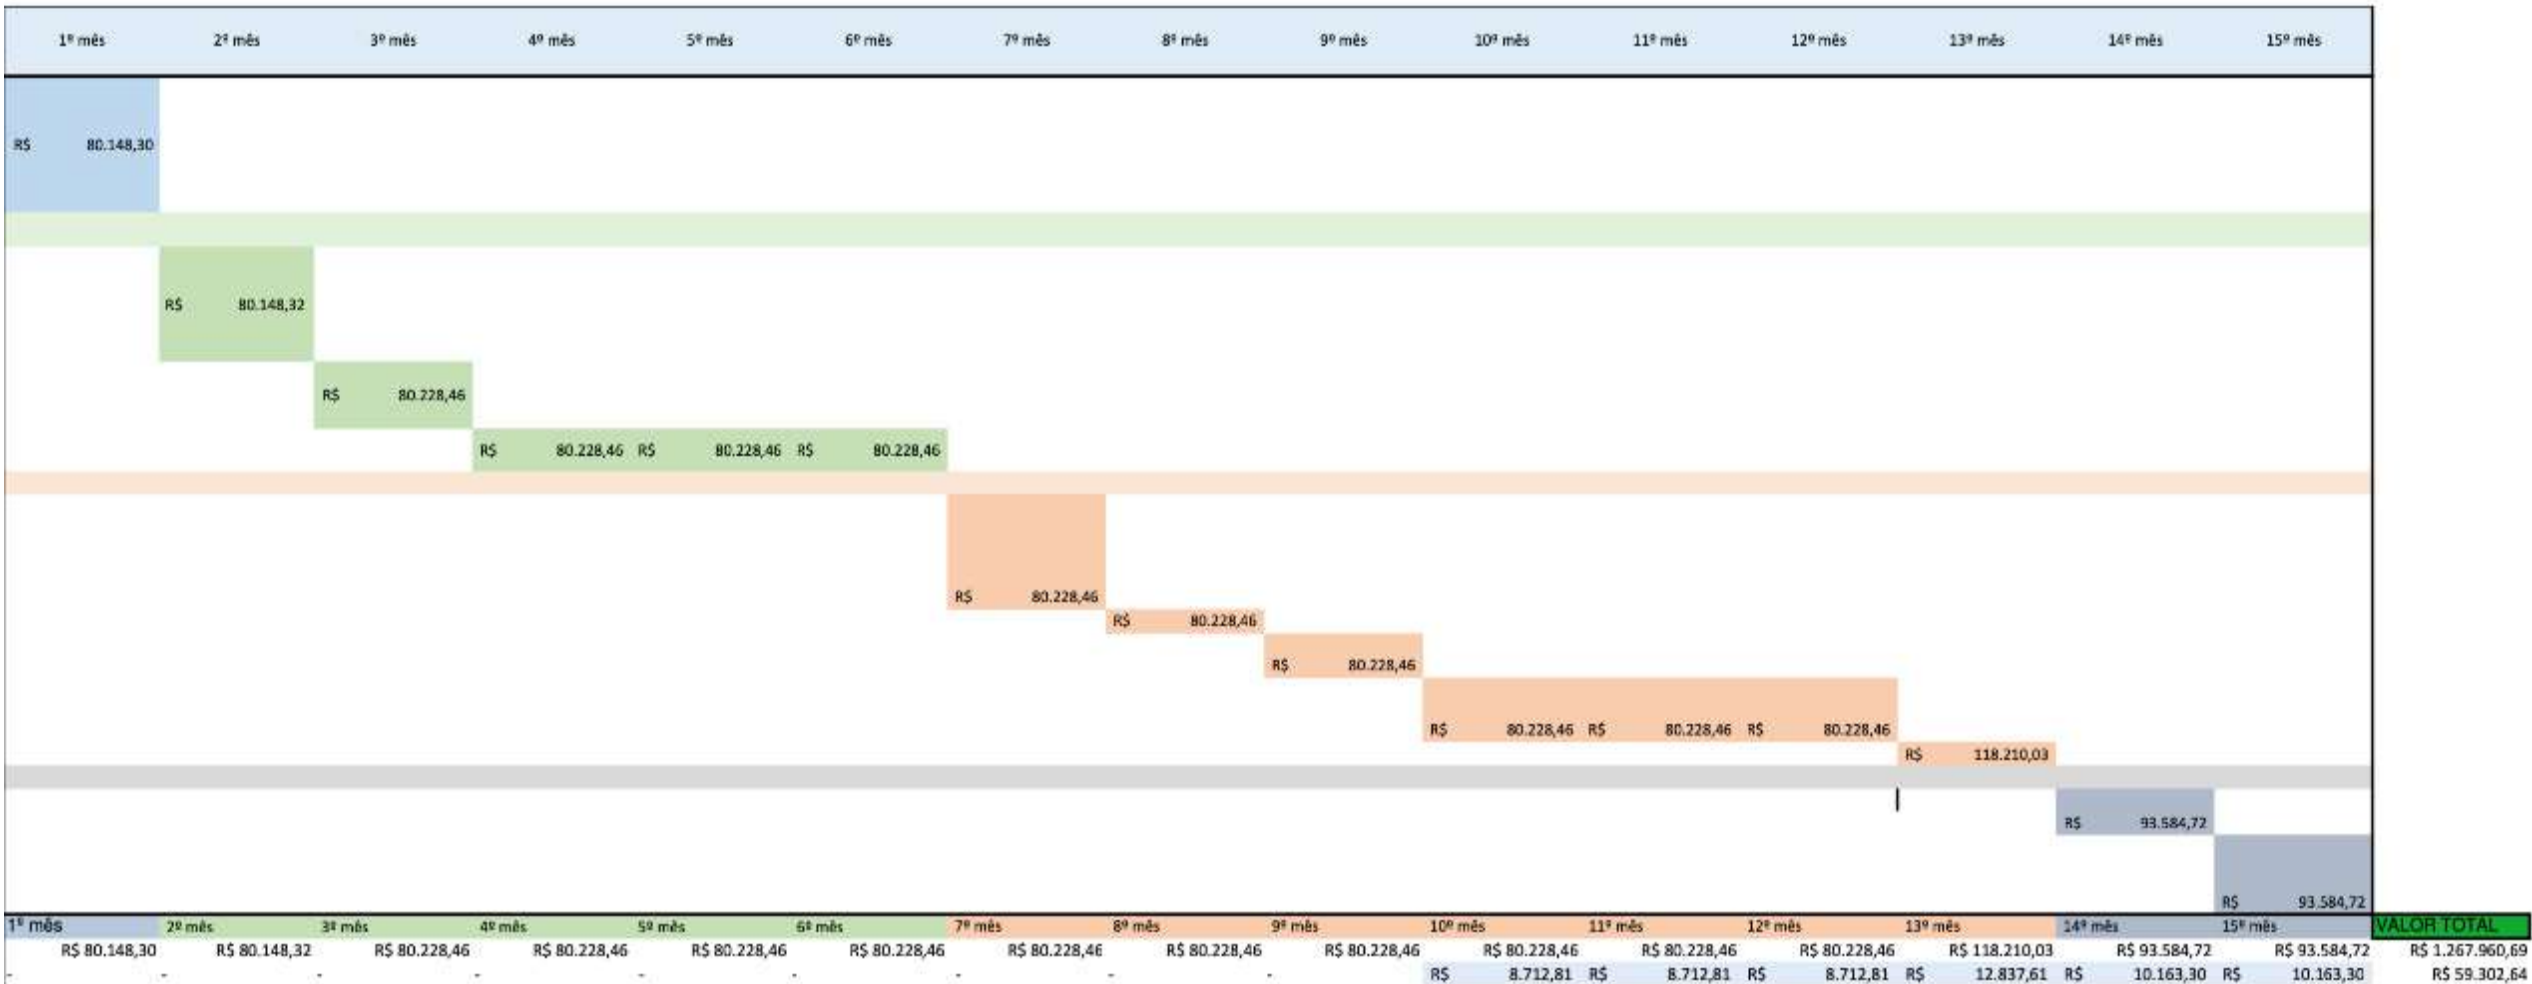 1º mês 2º mês 3º mês 4º mês 5º mês 6º mês 7º mês 8º mês 9º mês 10º mês 11º mês 12º mês 13º mês 14º mês 15º mês
R$ 80.148,30
R$ 80.148,32
R$ 80.228,46
R$ 80.228,46 R$ 80.228,46 R$ 80.228,46
R$ 80.228,46
R$ 80.228,46
R$ 80.228,46
R$ 80.228,46 R$ 80.228,46 R$ 80.228,46
R$ 118.210,03
R$ 93.584,72
R$ 93.584,72
1º mês 2º mês 3º mês 4º mês 5º mês 6º mês 7º mês 8º mês 9º mês 10º mês 11º mês 12º mês 13º mês 14º mês 15º mês VALOR TOTAL
R$ 80.148,30 R$ 80.148,32 R$ 80.228,46 R$ 80.228,46 R$ 80.228,46 R$ 80.228,46 R$ 80.228,46 R$ 80.228,46 R$ 80.228,46 R$ 80.228,46 R$ 80.228,46 R$ 80.228,46 R$ 118.210,03 R$ 93.584,72 R$ 93.584,72 R$ 1.267.960,69
- - - - - - - - - R$ 8.712,81 R$ 8.712,81 R$ 8.712,81 R$ 12.837,61 R$ 10.163,30 R$ 10.163,30 R$ 59.302,64